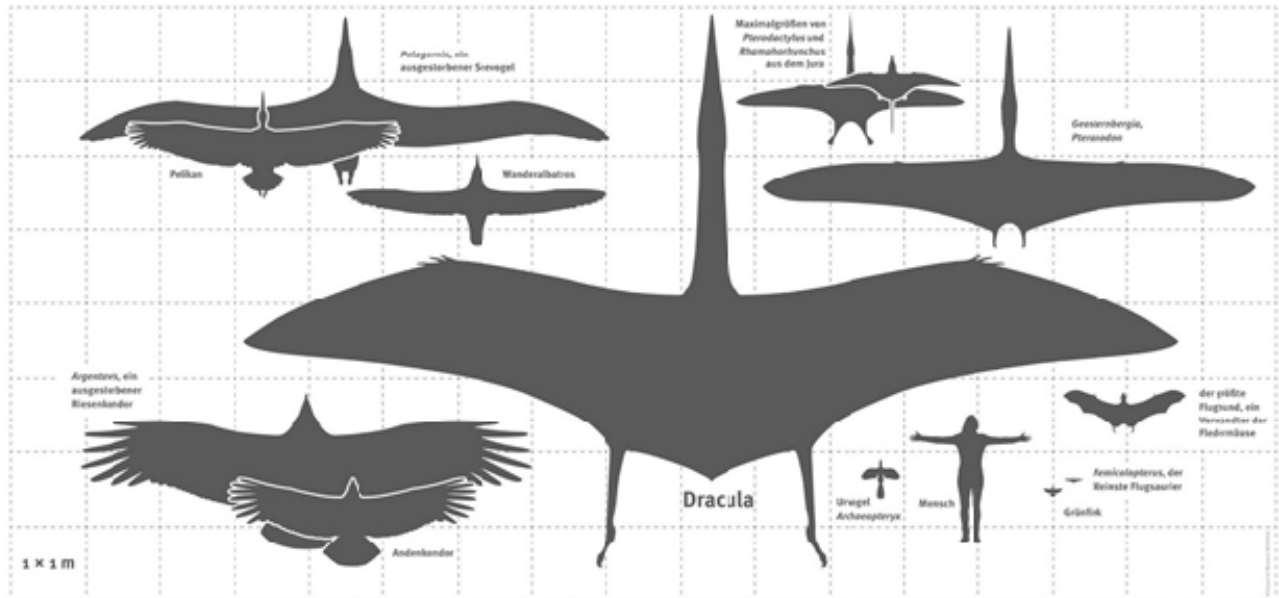 Maximalgrößen von
Pterodactylus und
Rhamphorhynchus
aus dem Jura
Pelagornis, ein
ausgestorbener Seevogel
Geosternbergia,
Pteranodon
Pelikan
Wanderalbatros
Argentavis, ein
ausgestorbener
Riesenkondor
der größte
Flughund, ein
Verwandter der
Fledermäuse
Nemicolopterus, der
kleinste Flugsaurier
Dracula
Urvogel
Archaeopteryx
Mensch
Grünfink
Andenkondor
1 × 1 m